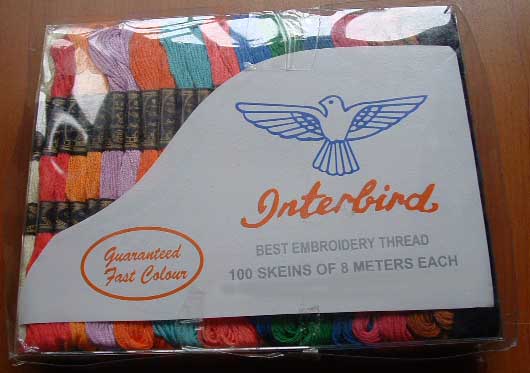 Interbird
BEST EMBROIDERY THREAD
100 SKEINS OF 8 METERS EACH
Guaranteed
Fast Colour